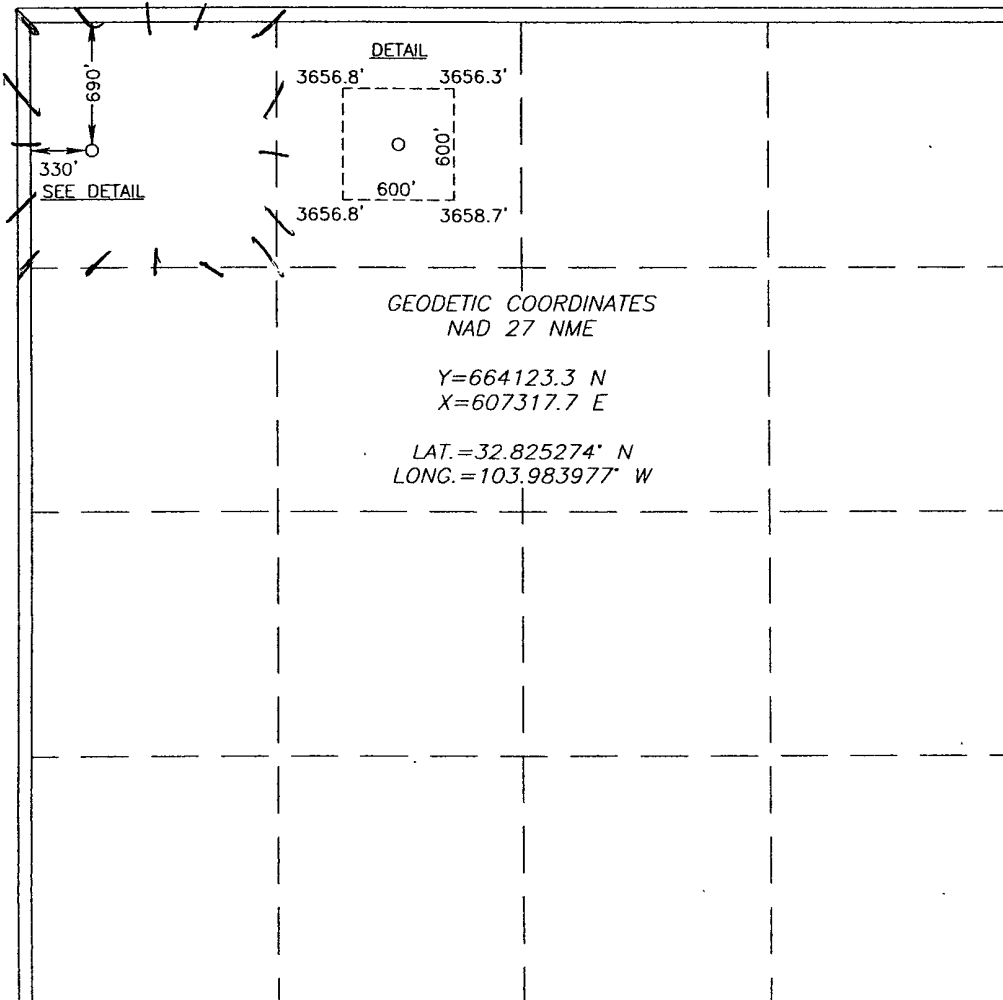 690'
330'
SEE DETAIL
DETAIL
3656.8' 3656.3'
600'
600'
3656.8' 3658.7'
GEODETIC COORDINATES
NAD 27 NME
Y=664123.3 N
X=607317.7 E
LAT.=32.825274° N
LONG.=103.983977° W